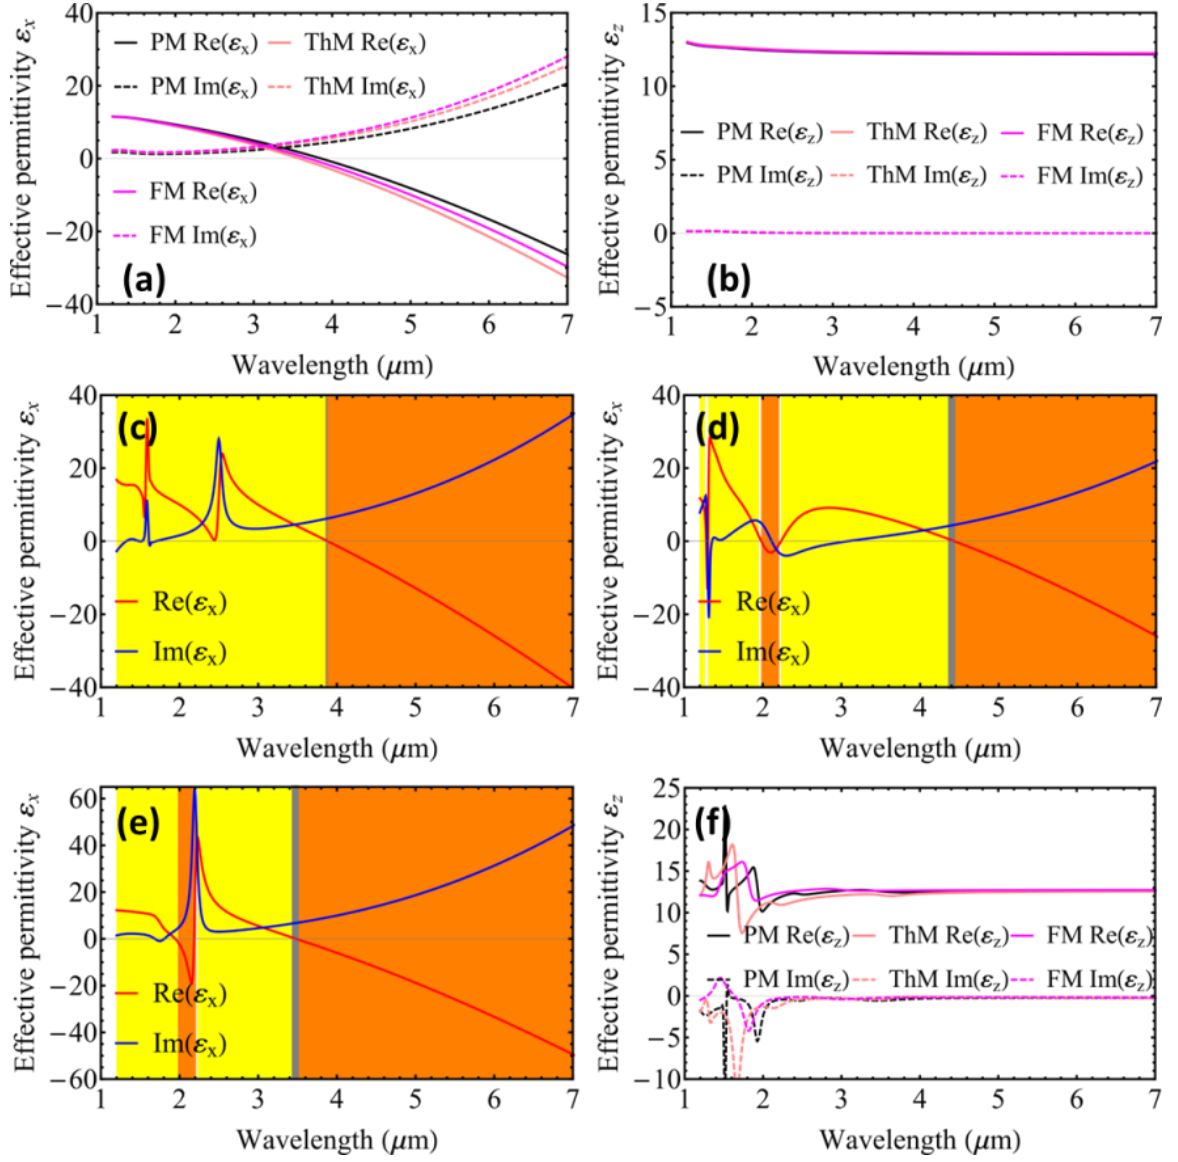 Effective permittivity εx
40
20
0
−20
−40
PM Re(εx)
ThM Re(εx)
PM Im(εx)
ThM Im(εx)
FM Re(εx)
FM Im(εx)
(a)
1 2 3 4 5 6 7
Wavelength (μm)
Effective permittivity εz
15
10
5
0
−5
PM Re(εz)
ThM Re(εz)
FM Re(εz)
PM Im(εz)
ThM Im(εz)
FM Im(εz)
(b)
1 2 3 4 5 6 7
Wavelength (μm)
Effective permittivity εx
40
20
0
−20
−40
(c)
Re(εx)
Im(εx)
1 2 3 4 5 6 7
Wavelength (μm)
Effective permittivity εx
40
20
0
−20
−40
(d)
Re(εx)
Im(εx)
1 2 3 4 5 6 7
Wavelength (μm)
Effective permittivity εx
60
40
20
0
−20
−40
−60
(e)
Re(εx)
Im(εx)
1 2 3 4 5 6 7
Wavelength (μm)
Effective permittivity εz
25
20
15
10
5
0
−5
−10
(f)
PM Re(εz)
ThM Re(εz)
FM Re(εz)
PM Im(εz)
ThM Im(εz)
FM Im(εz)
1 2 3 4 5 6 7
Wavelength (μm)